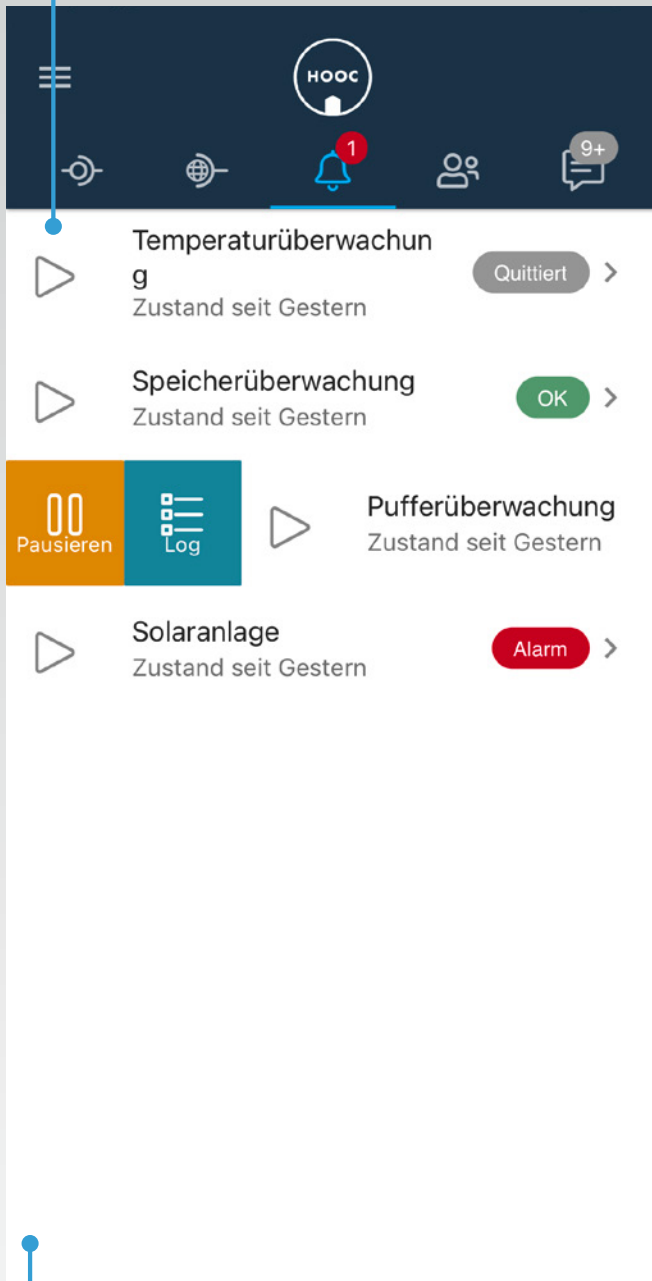 HOOC
1
9+
Temperaturüberwachun
g
Quittiert
Zustand seit Gestern
Speicherüberwachung
OK
Zustand seit Gestern
Pausieren
Log
Pufferüberwachung
Zustand seit Gestern
Solaranlage
Alarm
Zustand seit Gestern